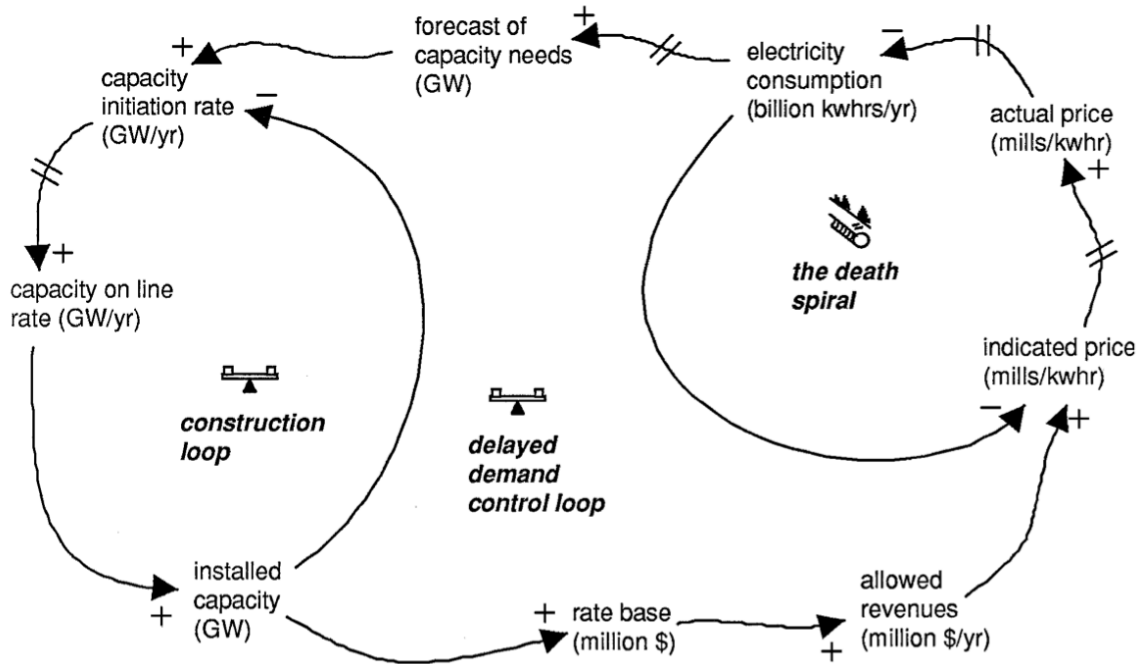 forecast of
capacity needs
(GW)
electricity
consumption
(billion kwhrs/yr)
actual price
(mills/kwhr)
capacity
initiation rate
(GW/yr)
capacity on line
rate (GW/yr)
the death
spiral
indicated price
(mills/kwhr)
construction
loop
delayed
demand
control loop
installed
capacity
(GW)
rate base
(million $)
allowed
revenues
(million $/yr)
+
+
−
−
+
+
−
+
+
+
+